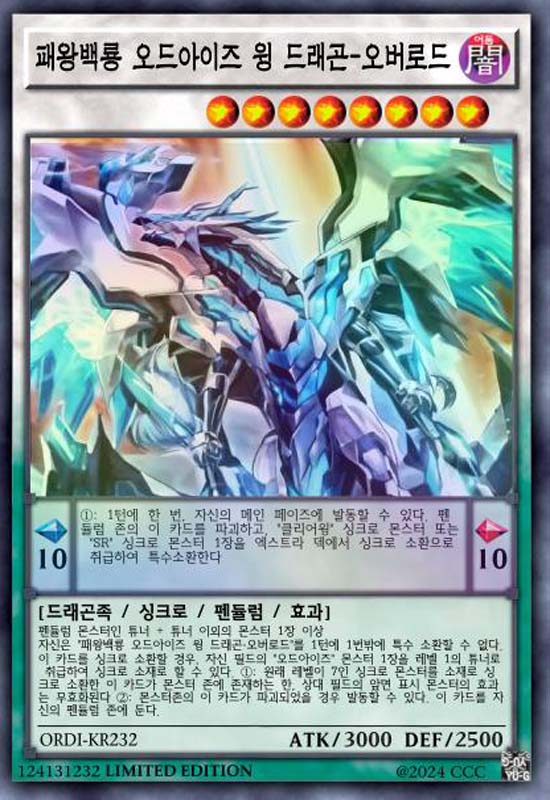 패왕백룡 오드아이즈 윙 드래곤-오버로드
어둠
闇
①: 1턴에 한 번, 자신의 메인 페이즈에 발동할 수 있다. 펜
듈럼 존의 이 카드를 파괴하고, "클리어윙" 싱크로 몬스터 또는
"SR" 싱크로 몬스터 1장을 엑스트라 덱에서 싱크로 소환으로
취급하여 특수소환한다
10
10
[드래곤족 / 싱크로 / 펜듈럼 / 효과]
펜듈럼 몬스터인 튜너 + 튜너 이외의 몬스터 1장 이상
자신은 "패왕백룡 오드아이즈 윙 드래곤-오버로드"를 1턴에 1번밖에 특수 소환할 수 없다.
이 카드를 싱크로 소환할 경우, 자신 필드의 "오드아이즈" 몬스터 1장을 레벨 1의 튜너로
취급하여 싱크로 소재로 할 수 있다. ①: 원래 레벨이 7인 싱크로 몬스터를 소재로 싱
크로 소환한 이 카드가 몬스터 존에 존재하는 한, 상대 필드의 앞면 표시 몬스터의 효과
는 무효화된다 ②: 몬스터존의 이 카드가 파괴되었을 경우 발동할 수 있다. 이 카드를 자
신의 펜듈럼 존에 둔다.
ORDI-KR232
ATK/3000 DEF/2500
124131232 LIMITED EDITION
@2024 CCC